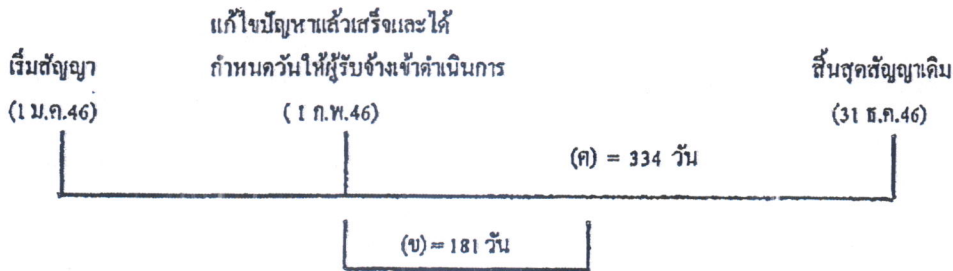 แก้ไขปัญหาแล้วเสร็จและได้
เริ่มสัญญา กำหนดวันให้ผู้รับจ้างเข้าดำเนินการ สิ้นสุดสัญญาเดิม
(1 ม.ค.46) ( 1 ก.พ.46) (31 ธ.ค.46)
(ค) = 334 วัน
(ข) = 181 วัน